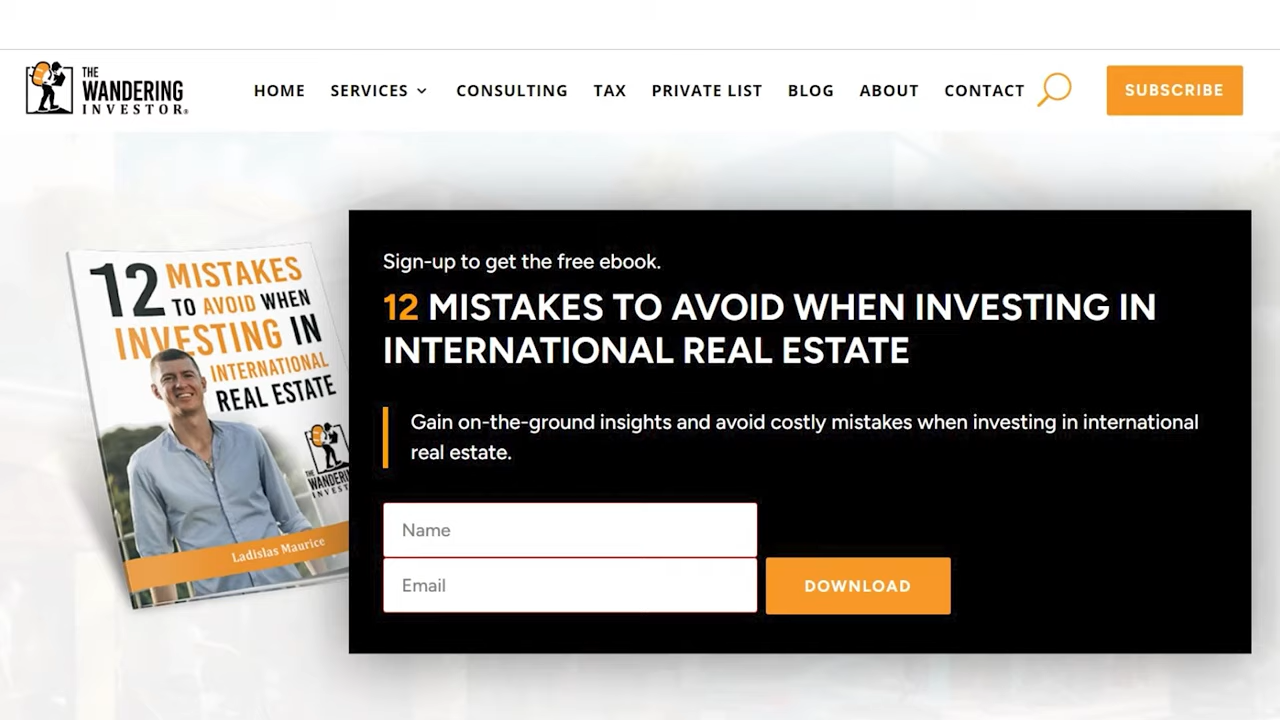 THE
WANDERING
INVESTOR®
HOME SERVICES CONSULTING TAX PRIVATE LIST BLOG ABOUT CONTACT SUBSCRIBE
12 MISTAKES
TO AVOID WHEN
INVESTING IN
INTERNATIONAL
REAL ESTATE
THE
Ladislas Maurice
Sign-up to get the free ebook.
12 MISTAKES TO AVOID WHEN INVESTING IN
INTERNATIONAL REAL ESTATE
Gain on-the-ground insights and avoid costly mistakes when investing in international
real estate.
Name
Email
DOWNLOAD